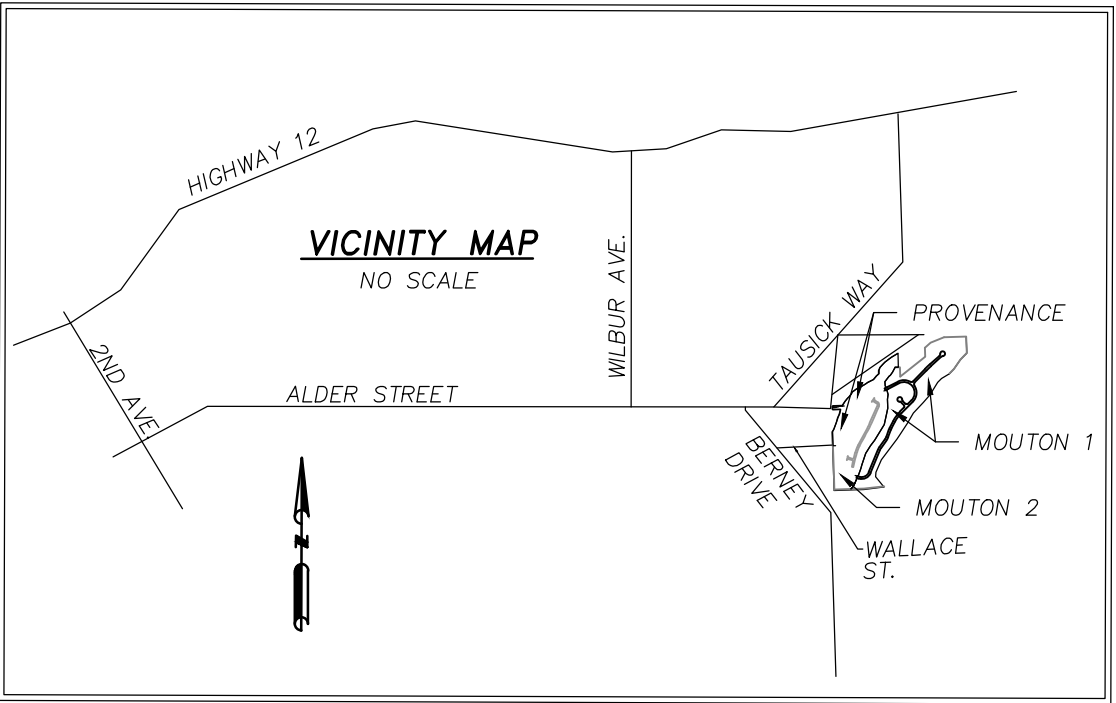 HIGHWAY 12
VICINITY MAP
NO SCALE
WILBUR AVE.
TAUSICK WAY
PROVENANCE
2ND AVE.
ALDER STREET
MOUTON 1
BERNEY
DRIVE
MOUTON 2
WALLACE
ST.
N